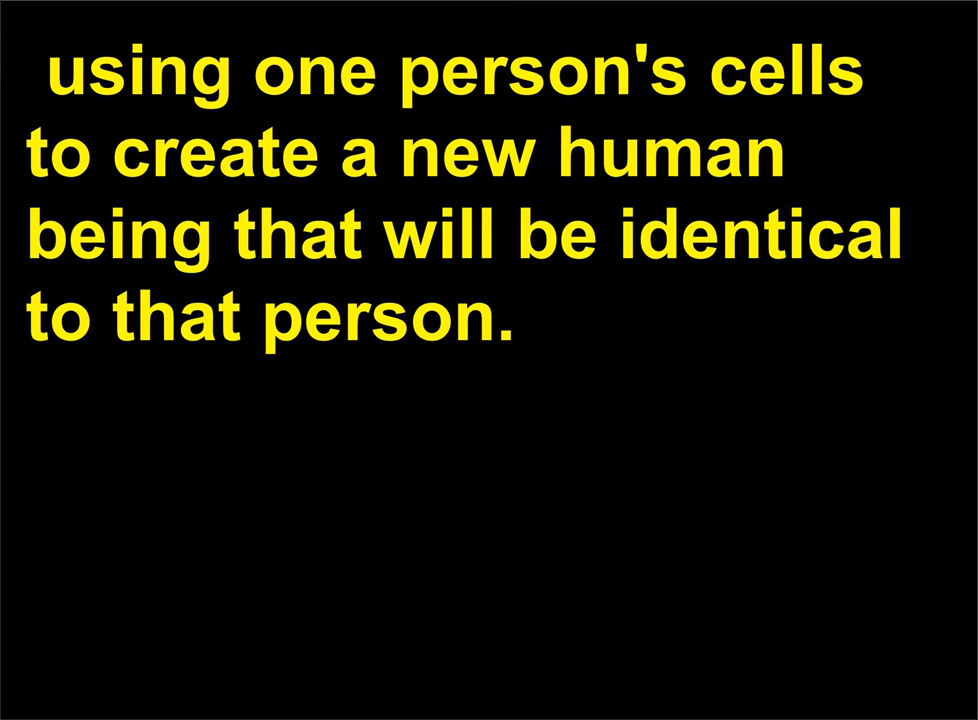 using one person's cells
to create a new human
being that will be identical
to that person.